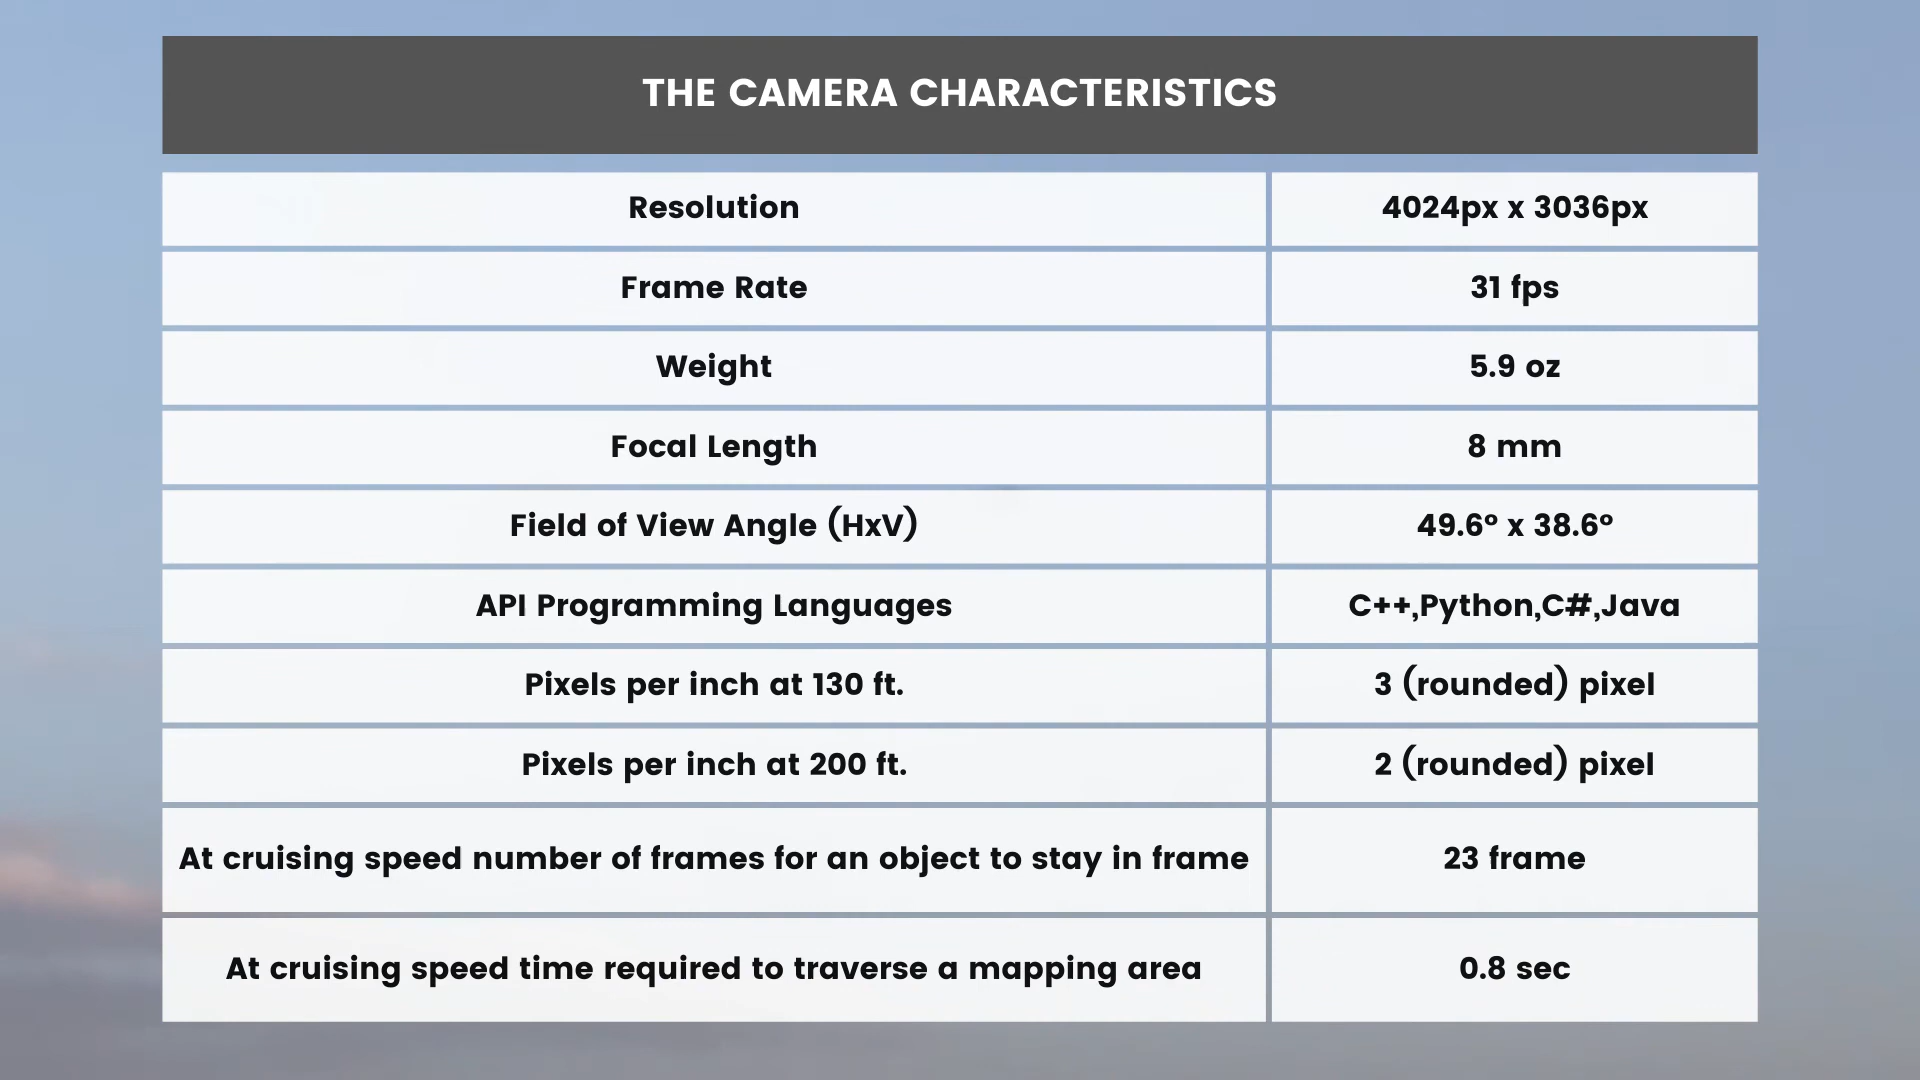 THE CAMERA CHARACTERISTICS
Resolution 4024px x 3036px
Frame Rate 31 fps
Weight 5.9 oz
Focal Length 8 mm
Field of View Angle (HxV) 49.6º x 38.6º
API Programming Languages C++,Python,C#,Java
Pixels per inch at 130 ft. 3 (rounded) pixel
Pixels per inch at 200 ft. 2 (rounded) pixel
At cruising speed number of frames for an object to stay in frame 23 frame
At cruising speed time required to traverse a mapping area 0.8 sec